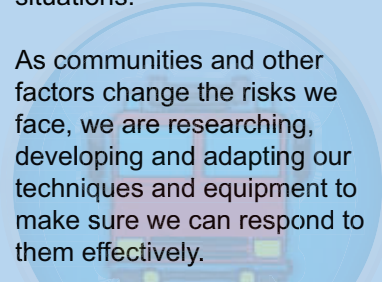 situations.
As communities and other
factors change the risks we
face, we are researching,
developing and adapting our
techniques and equipment to
make sure we can respond to
them effectively.